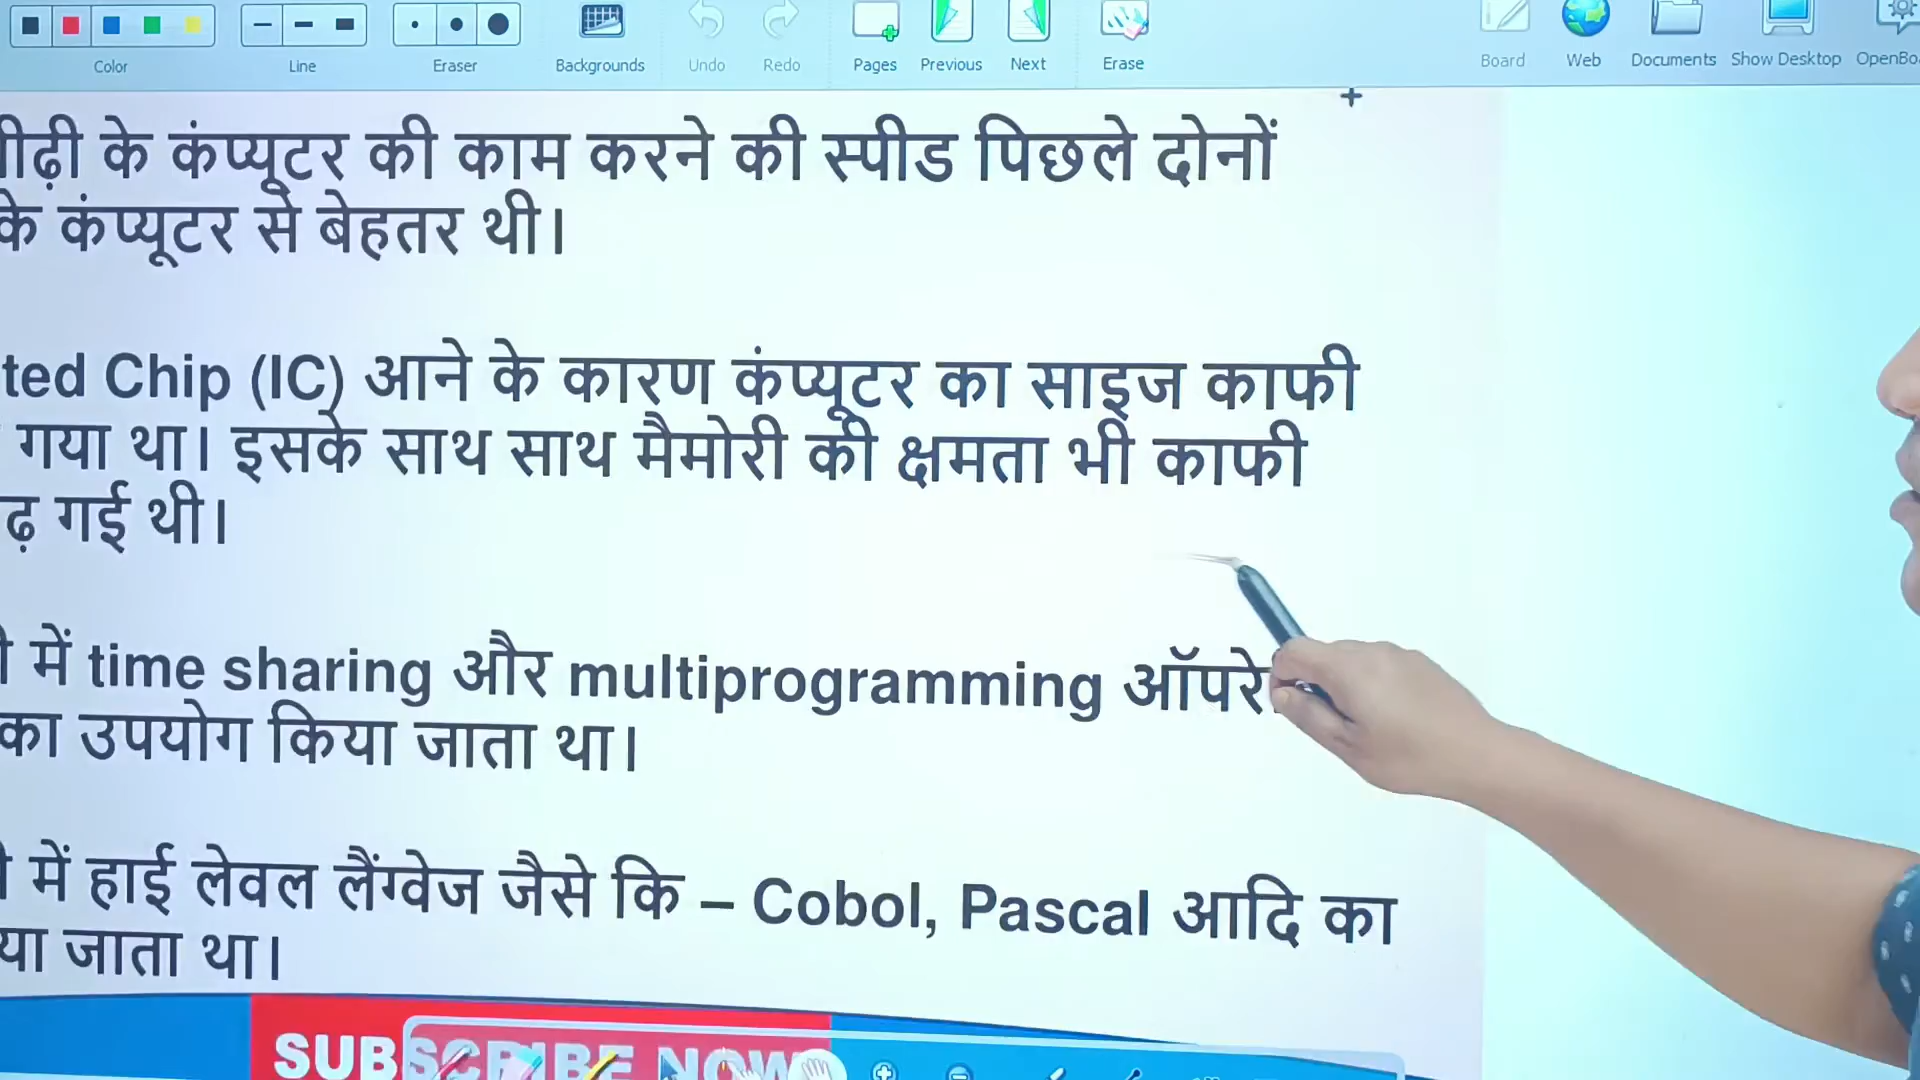 Color Line Eraser Backgrounds Undo Redo Pages Previous Next Erase Board Web Documents Show Desktop
के कंप्यूटर की काम करने की स्पीड पिछले दोनों
के कंप्यूटर से बेहतर थी।
ted Chip (IC) आने के कारण कंप्यूटर का साइज काफी
गया था। इसके साथ साथ मैमोरी की क्षमता भी काफी
गई थी।
में time sharing और multiprogramming ऑपरे
का उपयोग किया जाता था।
में हाई लेवल लैंग्वेज जैसे कि – Cobol, Pascal आदि का
या जाता था।
SUBSCRIBE NOW